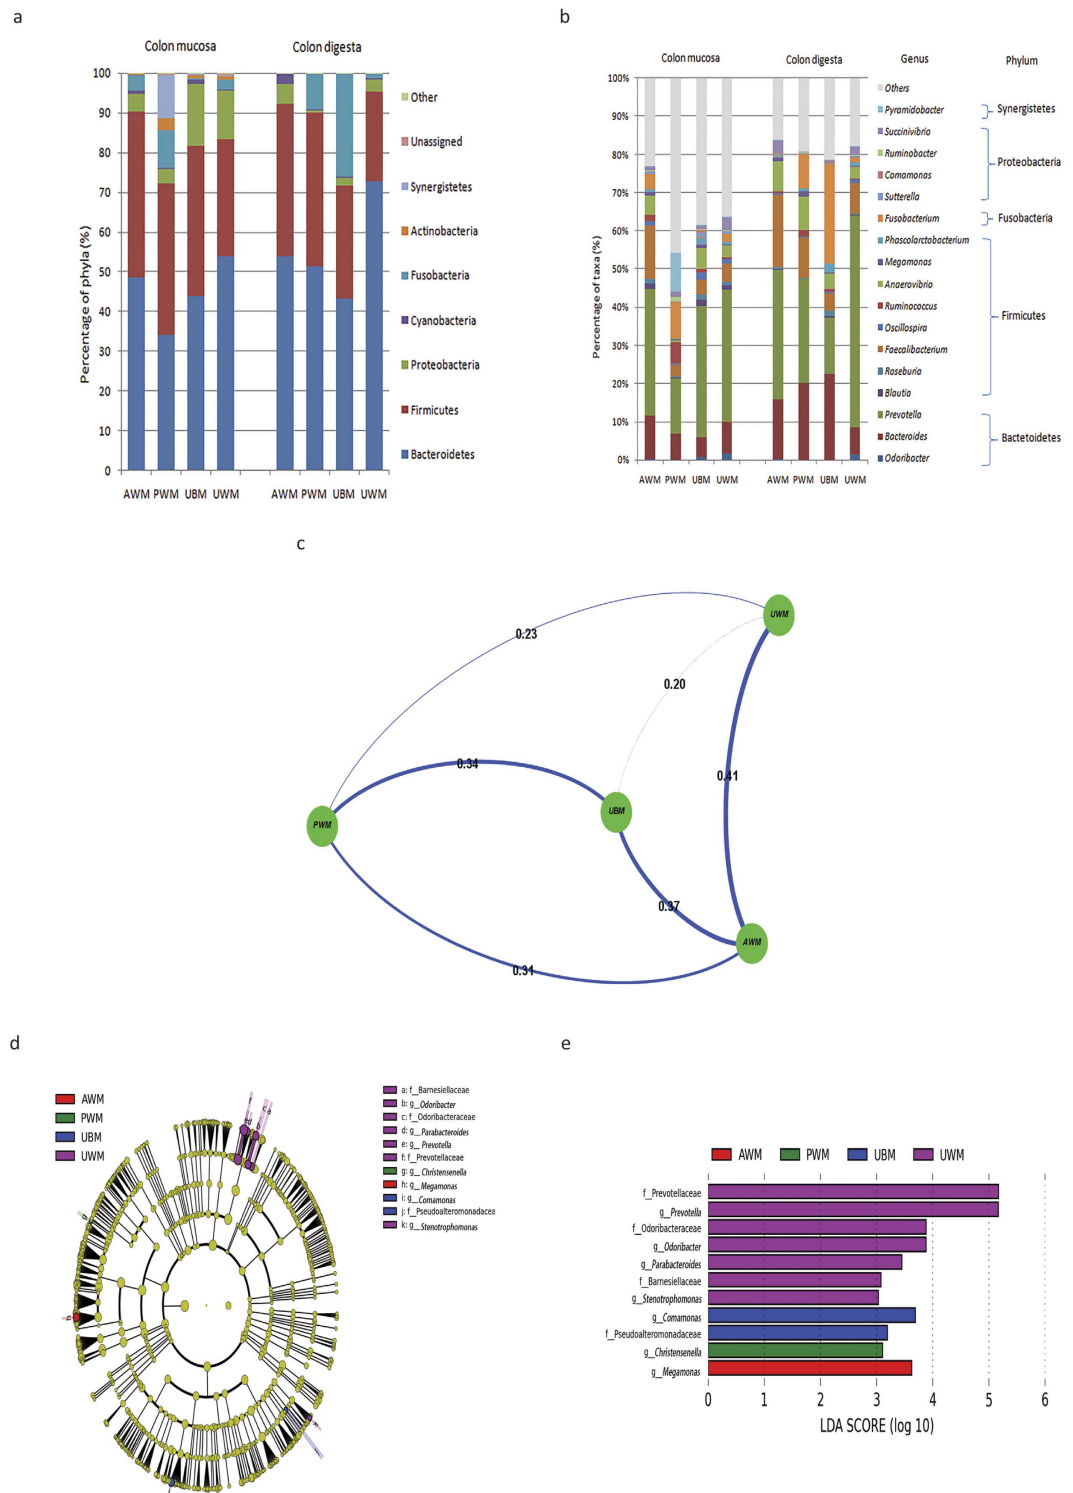 a
Colon mucosa
Colon digesta
Percentage of phyla (%)
100
90
80
70
60
50
40
30
20
10
0
AWM PWM UBM UWM
AWM PWM UBM UWM
Other
Unassigned
Synergistetes
Actinobacteria
Fusobacteria
Cyanobacteria
Proteobacteria
Firmicutes
Bacteroidetes
b
Colon mucosa
Colon digesta
Genus
Phylum
Percentage of taxa (%)
100%
90%
80%
70%
60%
50%
40%
30%
20%
10%
0%
AWM PWM UBM UWM
AWM PWM UBM UWM
Others
Pyramidobacter
Succinivibrio
Ruminobacter
Comamonas
Sutterella
Fusobacterium
Phascolarctobacterium
Megamonas
Anaerovibrio
Ruminococcus
Oscillospira
Faecalibacterium
Roseburia
Blautia
Prevotella
Bacteroides
Odoribacter
Synergistetes
Proteobacteria
Fusobacteria
Firmicutes
Bactetoidetes
c
UWM
0.23
0.20
0.34
0.41
UBM
PWM
0.37
AWM
0.31
d
AWM
PWM
UBM
UWM
a: f_Barnesiellaceae
b: g_Odoribacter
c: f_Odoribacteraceae
d: g_Parabacteroides
e: g_Prevotella
f: f_Prevotellaceae
g: g_Christensenella
h: g_Megamonas
i: g_Comamonas
j: f_Pseudoalteromonadacea
k: g_Stenotrophomonas
e
AWM
PWM
UBM
UWM
f_Prevotellaceae
g_Prevotella
f_Odoribacteraceae
g_Odoribacter
g_Parabacteroides
f_Barnesiellaceae
g_Stenotrophomonas
g_Comamonas
f_Pseudoalteromonadaceae
g_Christensenella
g_Megamonas
0 1 2 3 4 5 6
LDA SCORE (log 10)